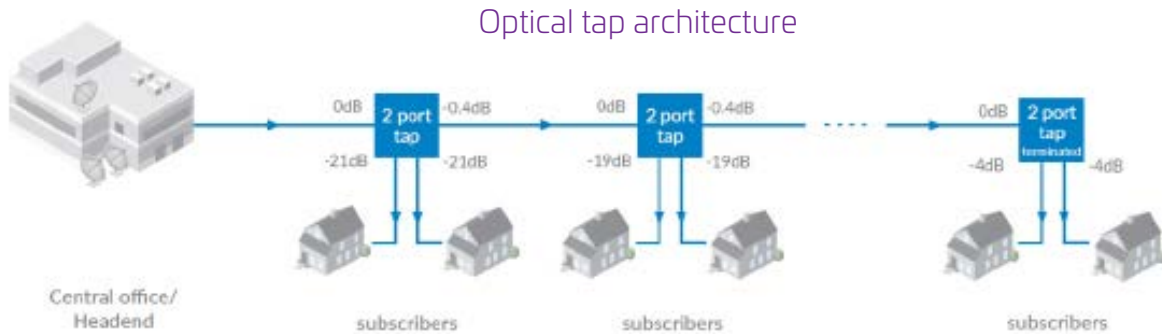 Optical tap architecture
0dB
2 port
tap
-0.4dB
-21dB
-21dB
0dB
2 port
tap
-0.4dB
-19dB
-19dB
0dB
2 port
tap
terminated
-4dB
-4dB
Central office/
Headend
subscribers
subscribers
subscribers